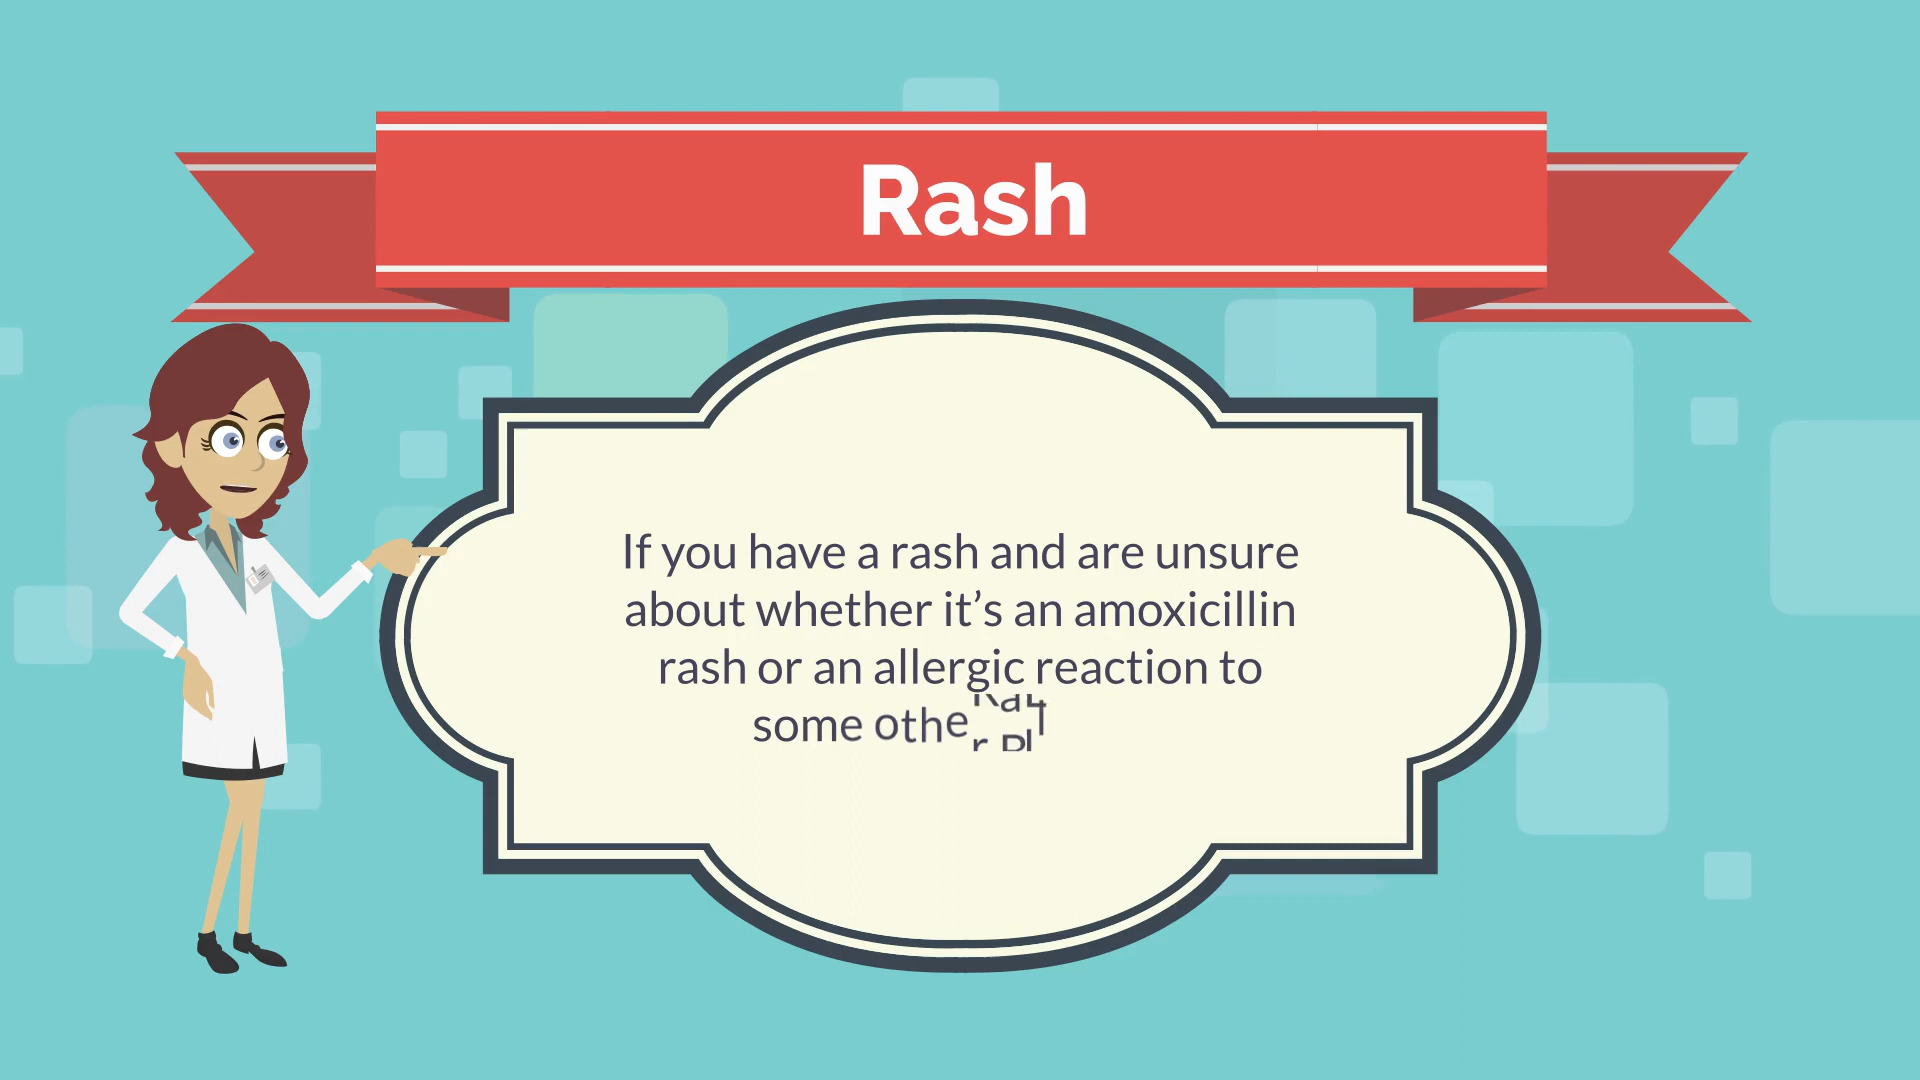 Rash
If you have a rash and are unsure
about whether it’s an amoxicillin
rash or an allergic reaction to
some